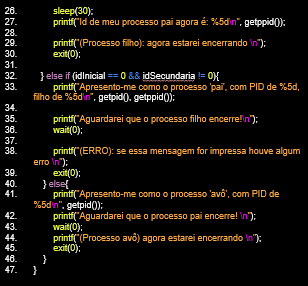 26. sleep(30);
27. printf("Id de meu processo pai agora é: %5d\n", getppid());
28.
29. printf("(Processo filho): agora estarei encerrando \n");
30. exit(0);
31.
32. } else if (idInicial == 0 && idSecundaria != 0){
33. printf("Apresento-me como o processo 'pai', com PID de %5d,
filho de %5d\n", getpid(), getppid());
34.
35. printf("Aguardarei que o processo filho encerre!\n");
36. wait(0);
37.
38. printf("(ERRO): se essa mensagem for impressa houve algum
erro \n");
39. exit(0);
40. } else{
41. printf("Apresento-me como o processo 'avô', com PID de
%5d\n", getpid());
42. printf("Aguardarei que o processo pai encerre! \n");
43. wait(0);
44. printf("(Processo avô) agora estarei encerrando \n");
45. exit(0);
46. }
47. }